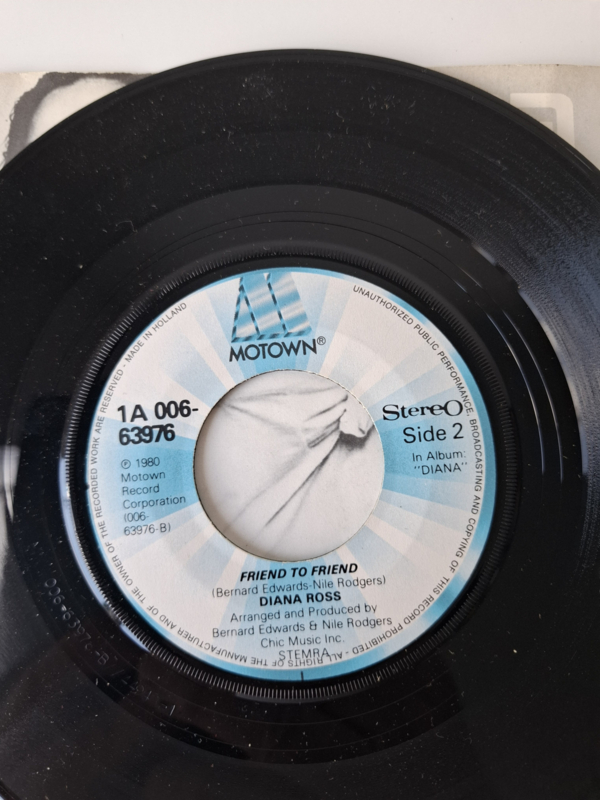 MOTOWN®
UNAUTHORIZED PUBLIC PERFORMANCE, BROADCASTING AND COPYING OF THIS RECORD PROHIBITED - ALL RIGHTS OF THE MANUFACTURER AND OF THE OWNER OF THE RECORDED WORK ARE RESERVED - MADE IN HOLLAND
1A 006-
63976
℗ 1980
Motown
Record
Corporation
(006-
63976-B)
Stereo
Side 2
In Album:
"DIANA"
FRIEND TO FRIEND
(Bernard Edwards-Nile Rodgers)
DIANA ROSS
Arranged and Produced by
Bernard Edwards & Nile Rodgers
Chic Music Inc.
STEMRA